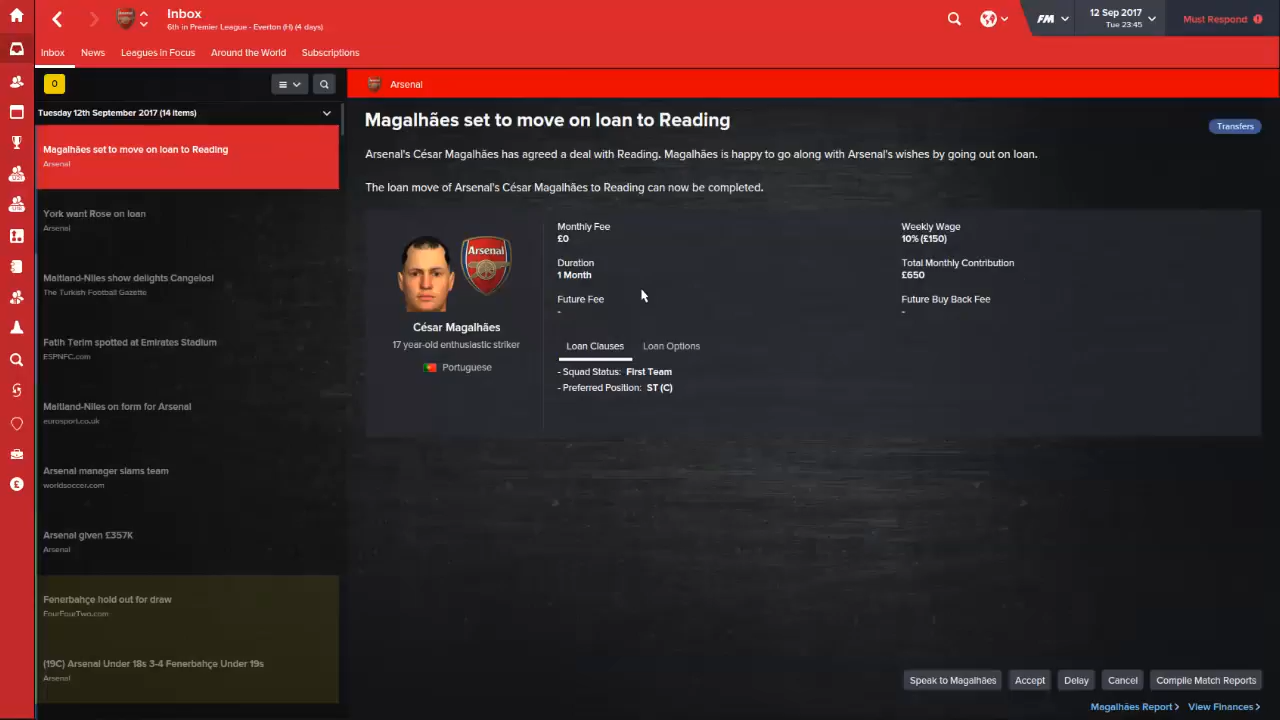 Inbox
6th in Premier League - Everton (H) (4 days)
FM
12 Sep 2017
Tue 23:45
Must Respond
Inbox
News
Leagues in Focus
Around the World
Subscriptions
0
Arsenal
Tuesday 12th September 2017 (14 items)
Magalhães set to move on loan to Reading
Arsenal
York want Rose on loan
Arsenal
Maitland-Niles show delights Cangelosi
The Turkish Football Gazette
Fatih Terim spotted at Emirates Stadium
ESPNFC.com
Maitland-Niles on form for Arsenal
eurosport.co.uk
Arsenal manager slams team
worldsoccer.com
Arsenal given £357K
Arsenal
Fenerbahçe hold out for draw
FourFourTwo.com
(19C) Arsenal Under 18s 3-4 Fenerbahçe Under 19s
Arsenal
Magalhães set to move on loan to Reading
Transfers
Arsenal's César Magalhães has agreed a deal with Reading. Magalhães is happy to go along with Arsenal's wishes by going out on loan.
The loan move of Arsenal's César Magalhães to Reading can now be completed.
Arsenal
César Magalhães
17 year-old enthusiastic striker
Portuguese
Monthly Fee
£0
Weekly Wage
10% (£150)
Duration
1 Month
Total Monthly Contribution
£650
Future Fee
-
Future Buy Back Fee
-
Loan Clauses
Loan Options
- Squad Status: First Team
- Preferred Position: ST (C)
Speak to Magalhães
Accept
Delay
Cancel
Compile Match Reports
Magalhães Report >
View Finances >